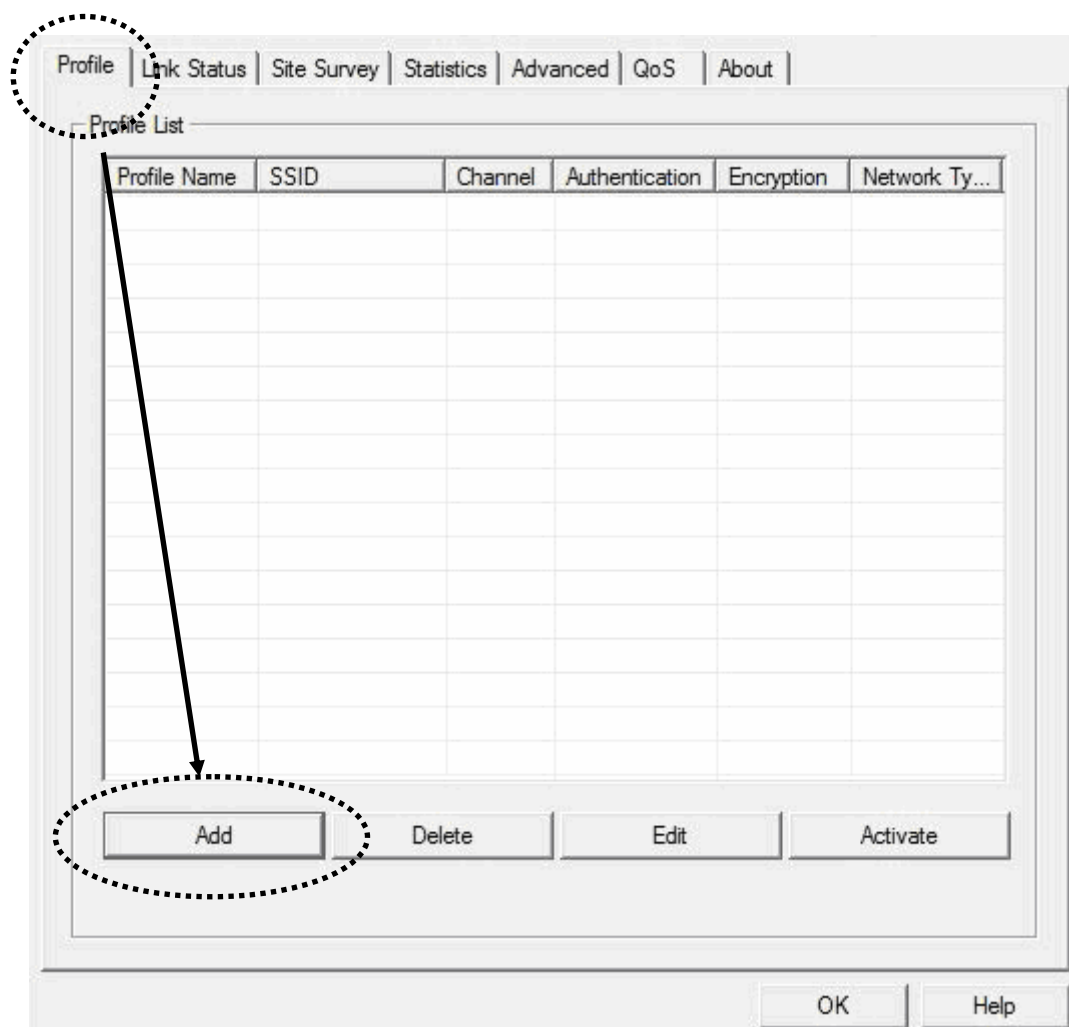 Profile Link Status Site Survey Statistics Advanced QoS About
Profile List
Profile Name SSID Channel Authentication Encryption Network Ty...
Add Delete Edit Activate
OK Help